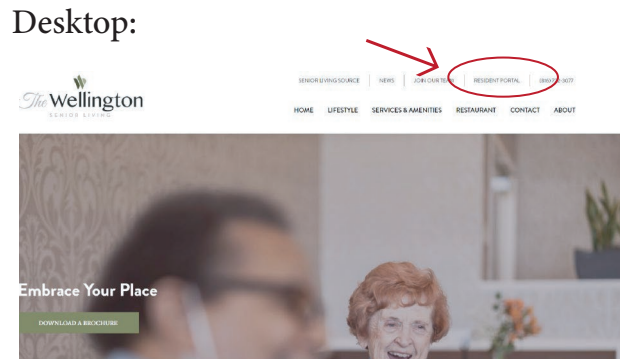 Desktop:
SENIOR LIVING SOURCE NEWS JOIN OUR TEAM RESIDENT PORTAL
The Wellington
SENIOR LIVING
HOME LIFESTYLE SERVICES & AMENITIES RESTAURANT CONTACT ABOUT
Embrace Your Place
DOWNLOAD A BROCHURE